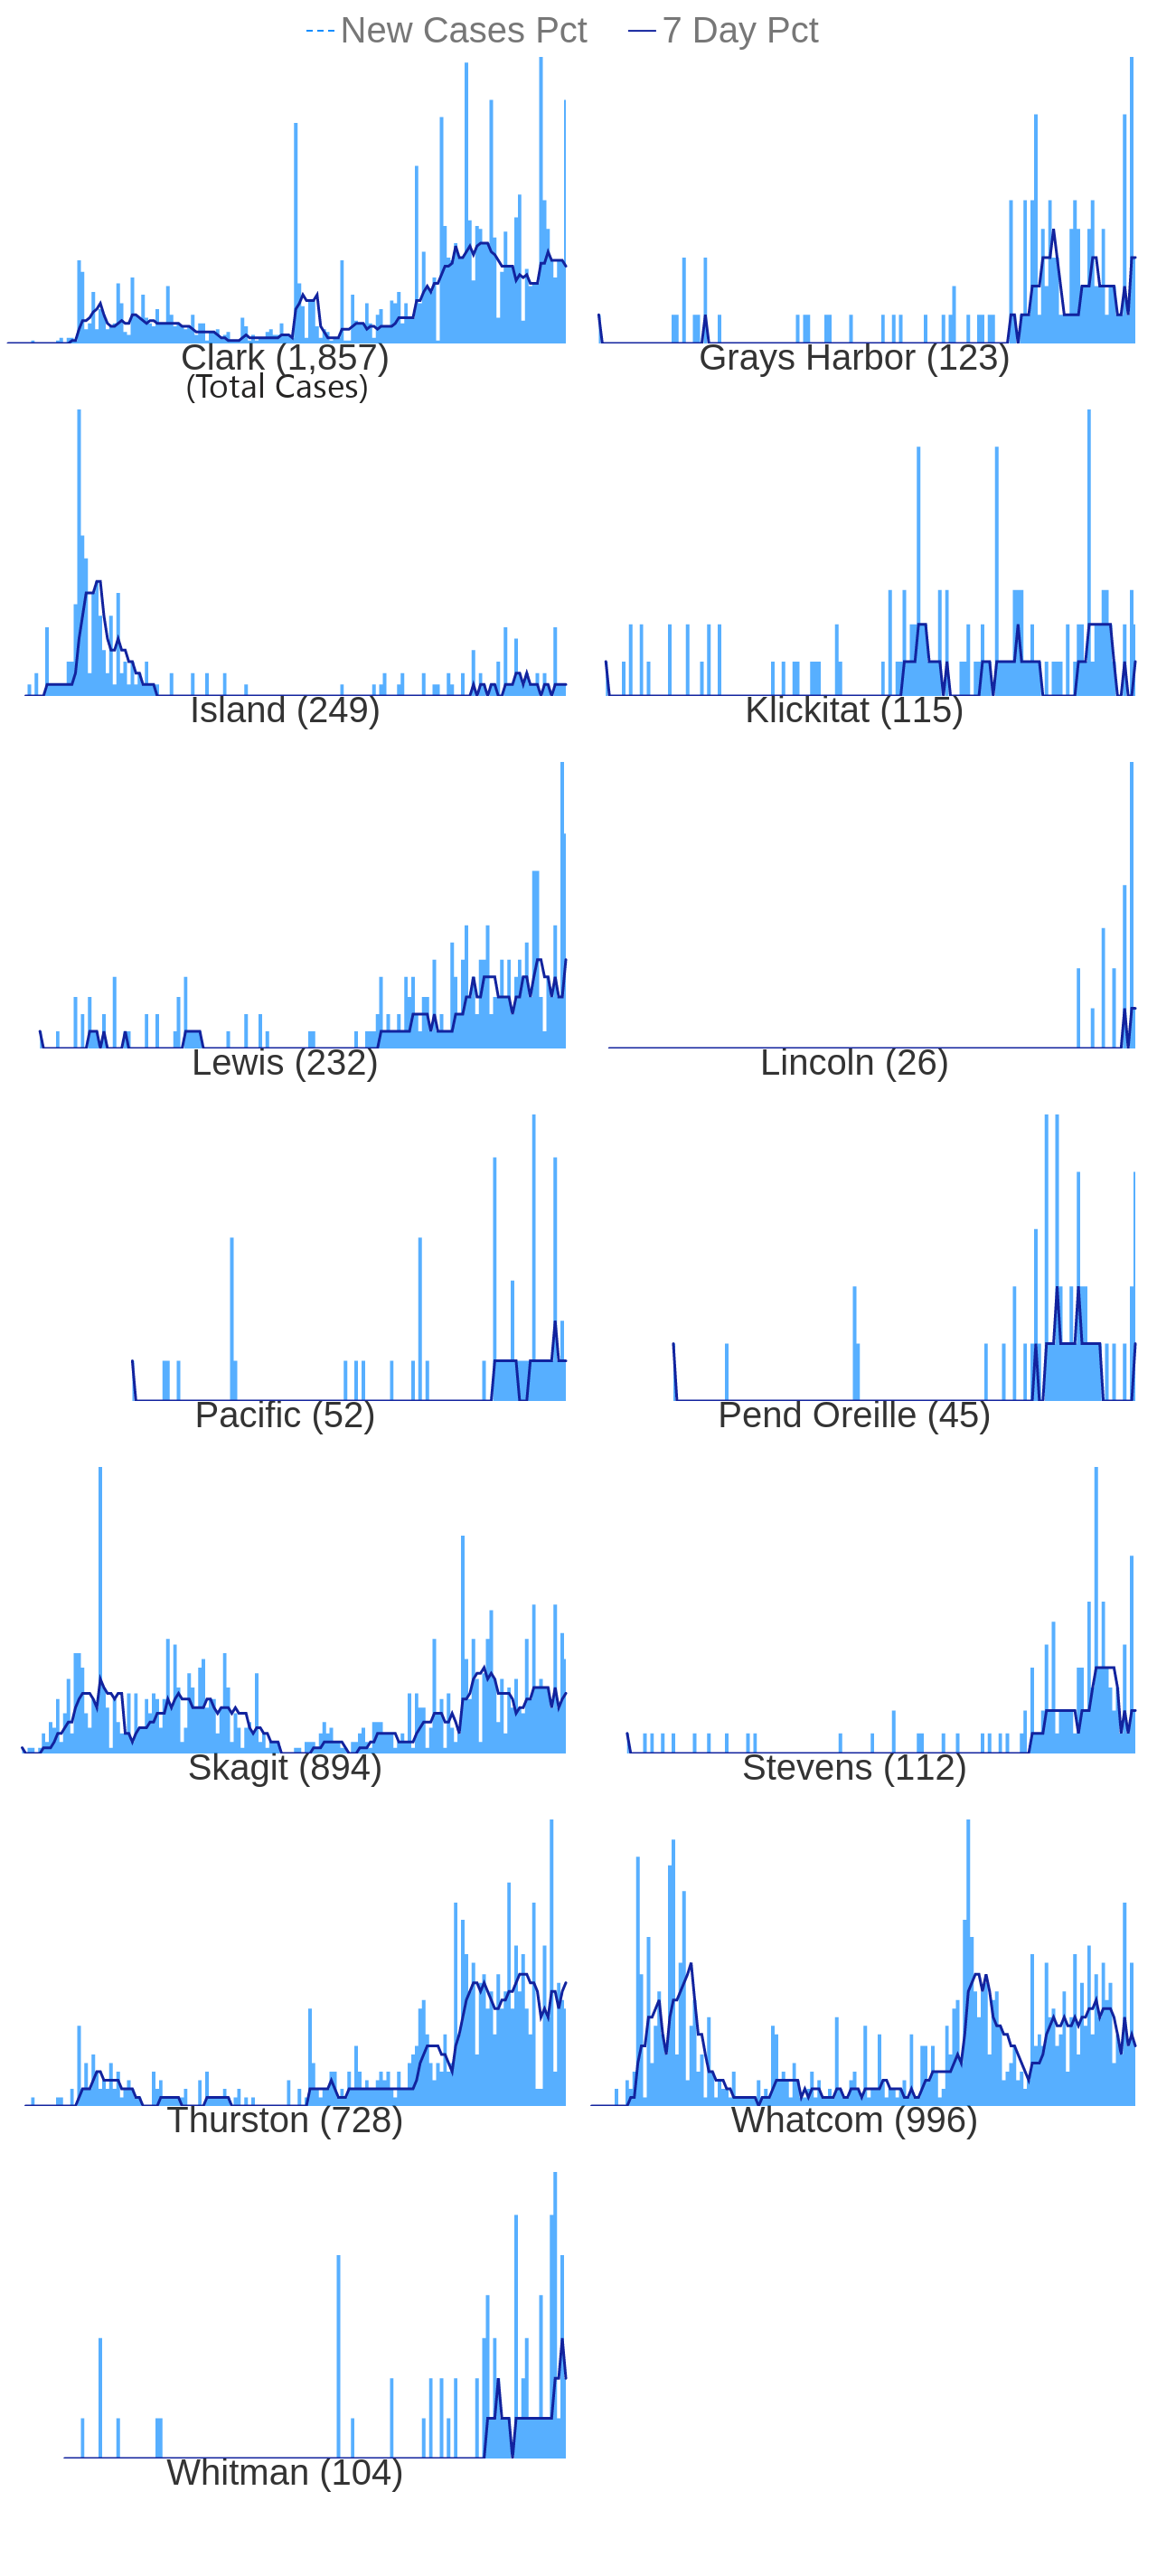 New Cases Pct 7 Day Pct
Clark (1,857)
(Total Cases)
Grays Harbor (123)
Island (249)
Klickitat (115)
Lewis (232)
Lincoln (26)
Pacific (52)
Pend Oreille (45)
Skagit (894)
Stevens (112)
Thurston (728)
Whatcom (996)
Whitman (104)